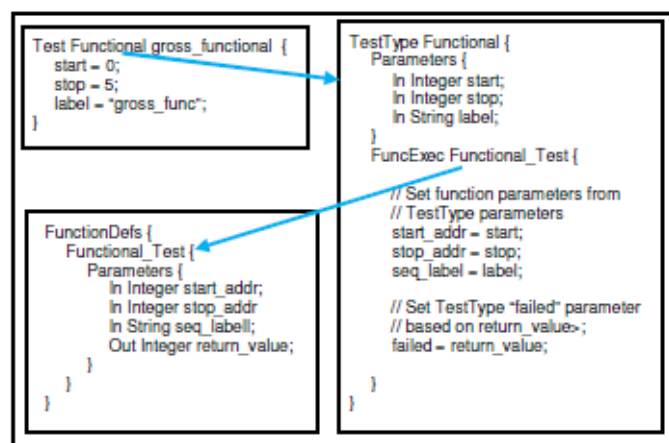 Test Functional gross_functional {
start = 0;
stop = 5;
label = "gross_func";
}
TestType Functional {
Parameters {
In Integer start;
In Integer stop;
In String label;
}
FuncExec Functional_Test {
// Set function parameters from
// TestType parameters
start_addr = start;
stop_addr = stop;
seq_label = label;
// Set TestType "failed" parameter
// based on return_value>;
failed = return_value;
}
}
FunctionDefs {
Functional_Test {
Parameters {
In Integer start_addr;
In Integer stop_addr
In String seq_labell;
Out Integer return_value;
}
}
}